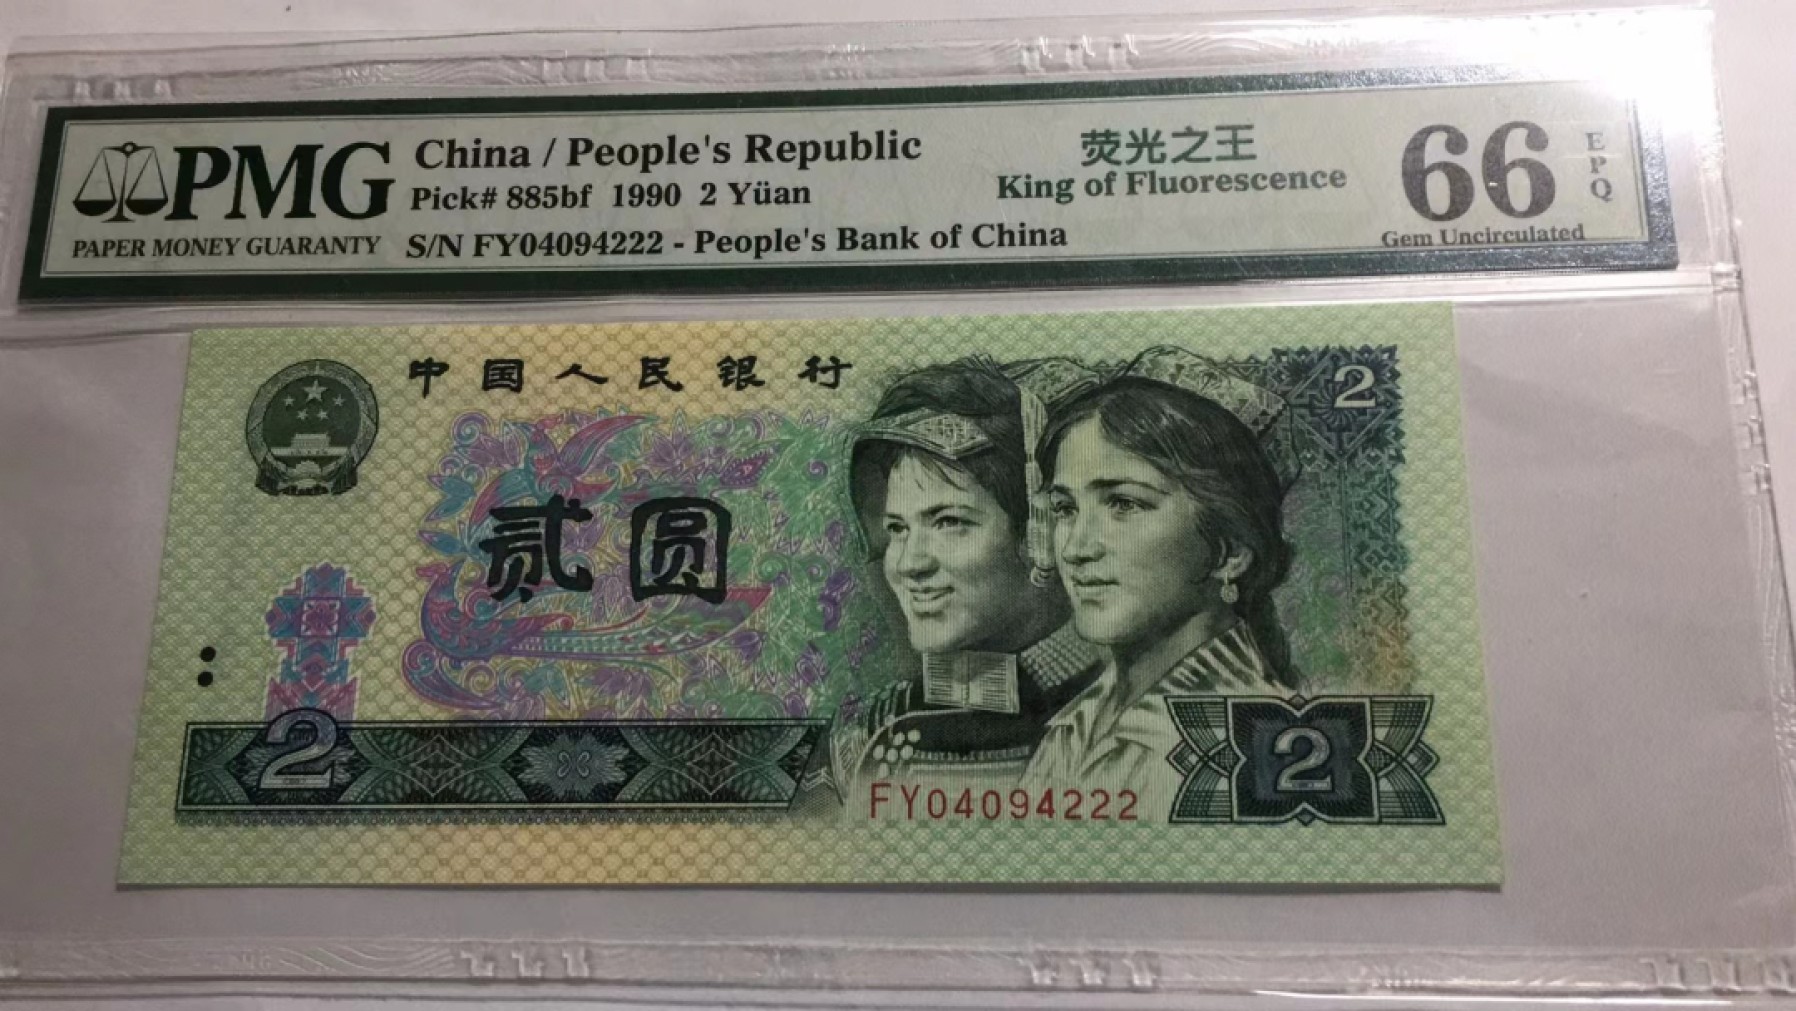 PMG
PAPER MONEY GUARANTY
China / People's Republic
Pick# 885bf 1990 2 Yüan
S/N FY04094222 - People's Bank of China
荧光之王
King of Fluorescence
66
EPQ
Gem Uncirculated
中国人民银行
2
贰圆
2
FY04094222
2